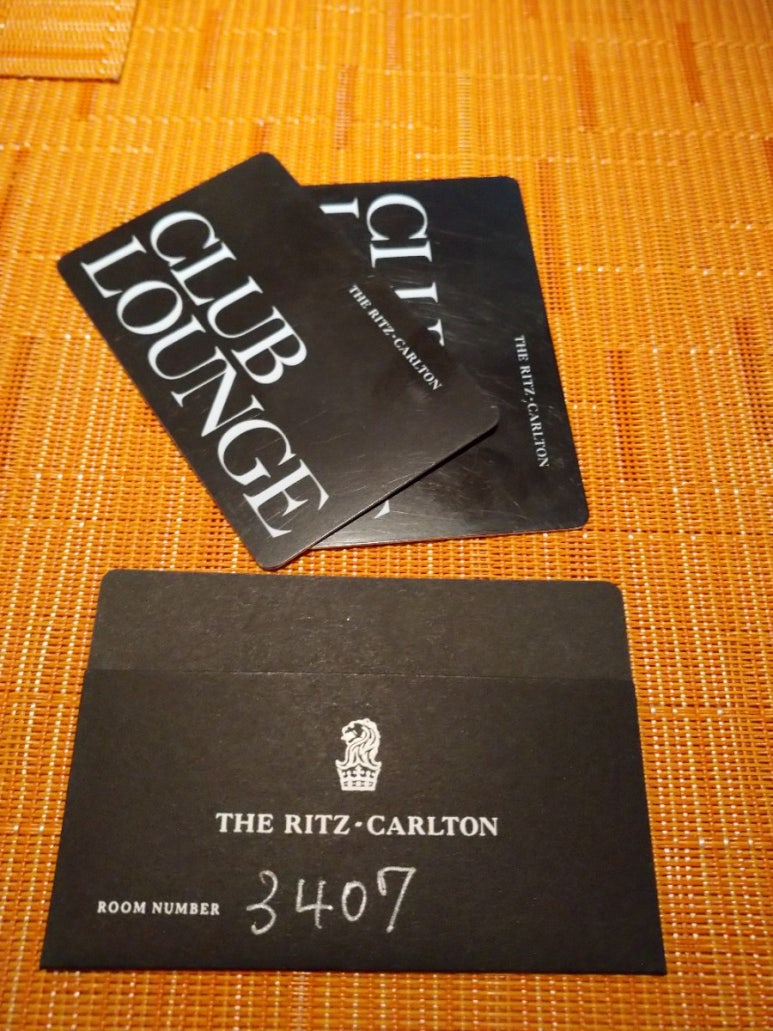 CLUB
LOUNGE
THE RITZ-CARLTON
THE RITZ-CARLTON
THE RITZ-CARLTON
ROOM NUMBER 3407